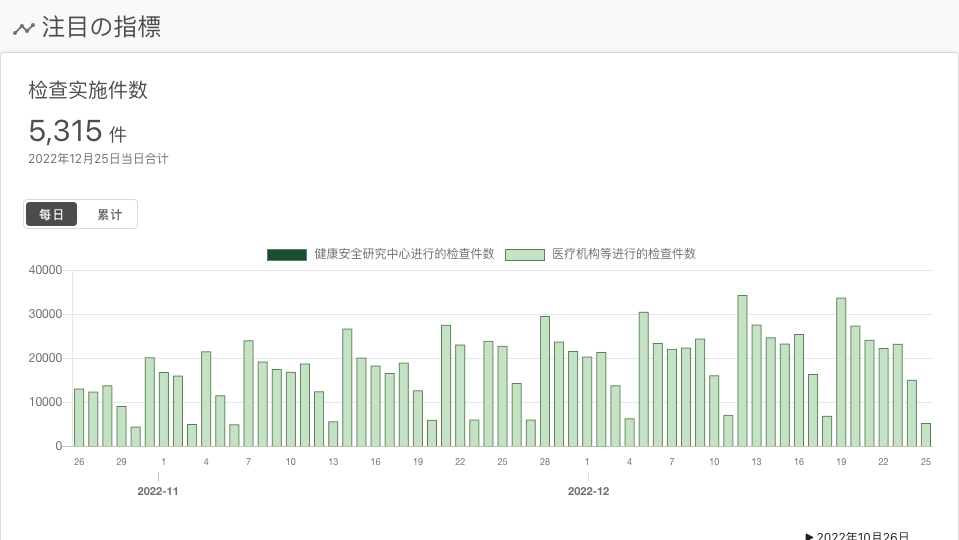 注目の指標
检查实施件数
5,315 件
2022年12月25日当日合计
每日 累计
健康安全研究中心进行的检查件数 医疗机构等进行的检查件数
40000
30000
20000
10000
0
26 29 1 4 7 10 13 16 19 22 25 28 1 4 7 10 13 16 19 22 25
2022-11 2022-12
▶ 2022年10月26日